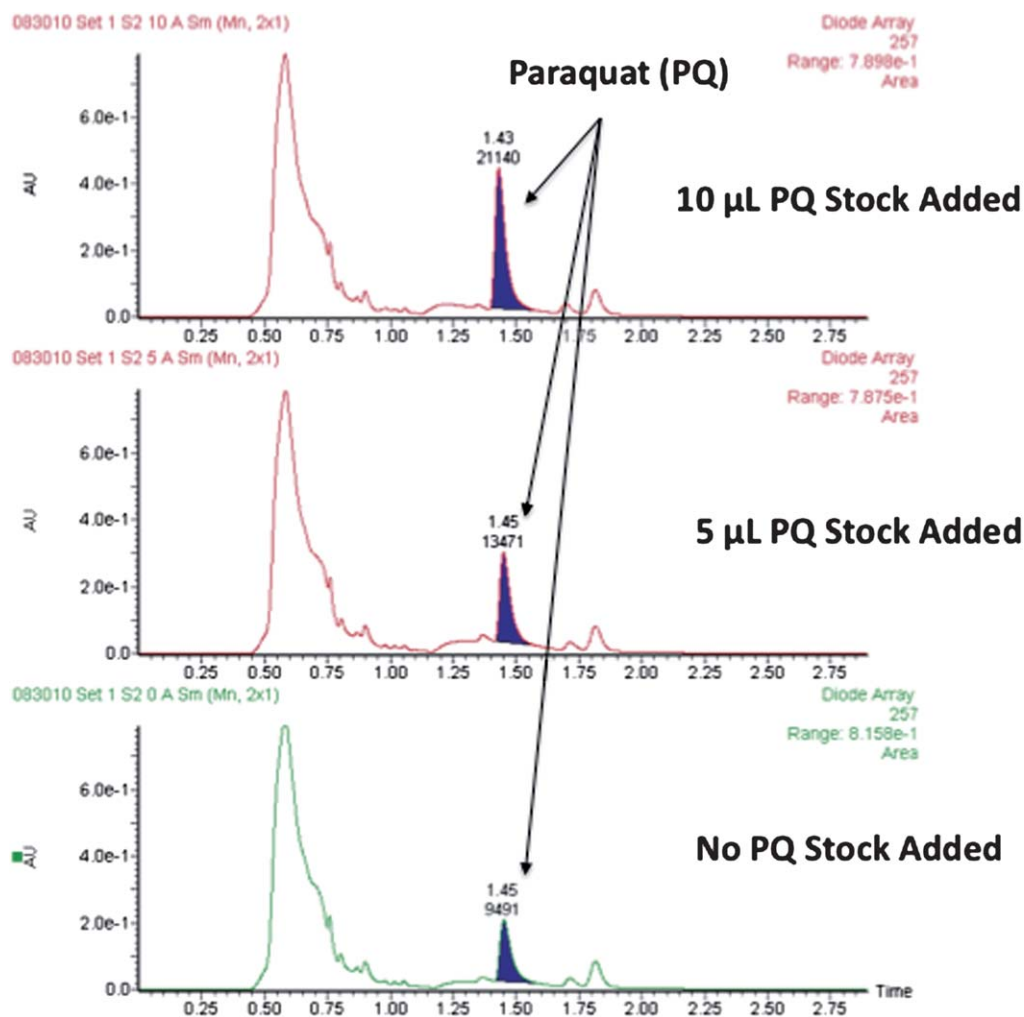 083010 Set 1 S2 10 A Sm (Mn, 2x1)
Diode Array
257
Range: 7.898e-1
Area
Paraquat (PQ)
6.0e-1
4.0e-1
2.0e-1
0.0
AU
1.43
21140
10 µL PQ Stock Added
0.25 0.50 0.75 1.00 1.25 1.50 1.75 2.00 2.25 2.50 2.75
083010 Set 1 S2 5 A Sm (Mn, 2x1)
Diode Array
257
Range: 7.875e-1
Area
6.0e-1
4.0e-1
2.0e-1
0.0
AU
1.45
13471
5 µL PQ Stock Added
0.25 0.50 0.75 1.00 1.25 1.50 1.75 2.00 2.25 2.50 2.75
083010 Set 1 S2 0 A Sm (Mn, 2x1)
Diode Array
257
Range: 8.158e-1
Area
6.0e-1
4.0e-1
2.0e-1
0.0
AU
1.45
9491
No PQ Stock Added
Time
0.25 0.50 0.75 1.00 1.25 1.50 1.75 2.00 2.25 2.50 2.75